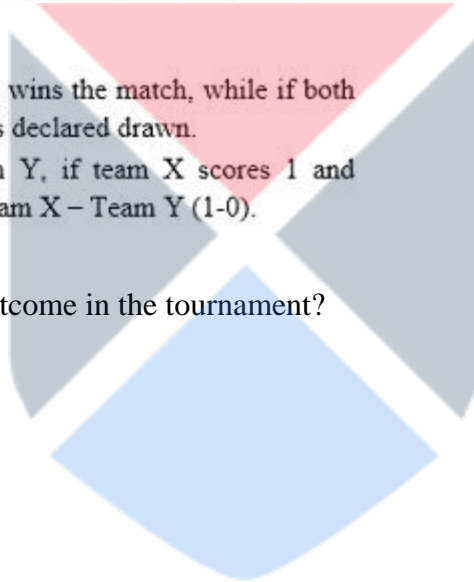 wins the match, while if both
s declared drawn.
Y, if team X scores 1 and
am X – Team Y (1-0).
tcome in the tournament?